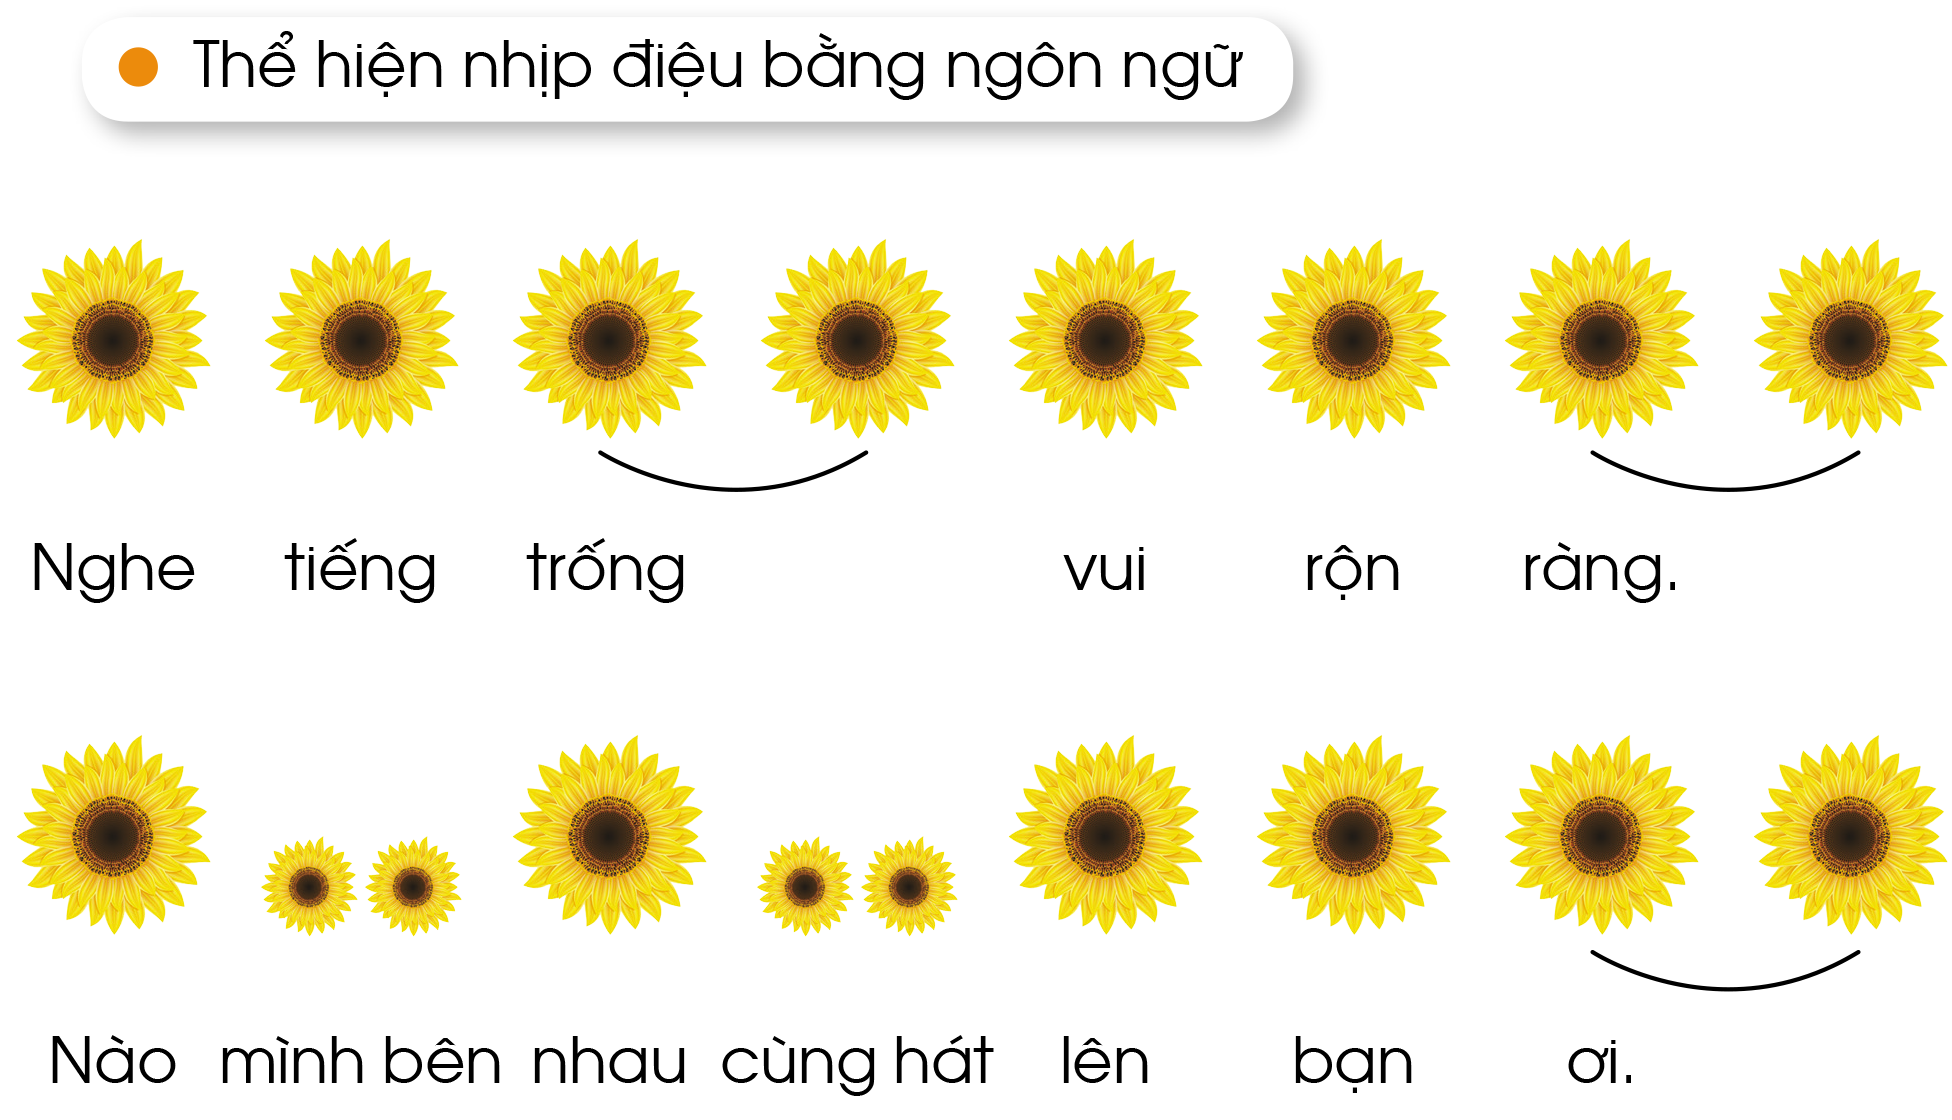 Thể hiện nhịp điệu bằng ngôn ngữ
Nghe tiếng trống vui rộn ràng.
Nào mình bên nhau cùng hát lên bạn ơi.